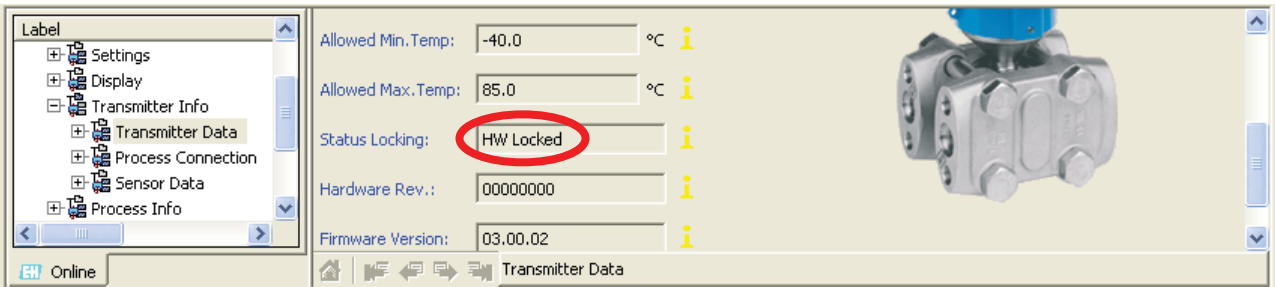 Label
Settings
Display
Transmitter Info
Transmitter Data
Process Connection
Sensor Data
Process Info
Online
Allowed Min.Temp: -40.0 °C i
Allowed Max.Temp: 85.0 °C i
Status Locking: HW Locked i
Hardware Rev.: 00000000 i
Firmware Version: 03.00.02 i
Transmitter Data